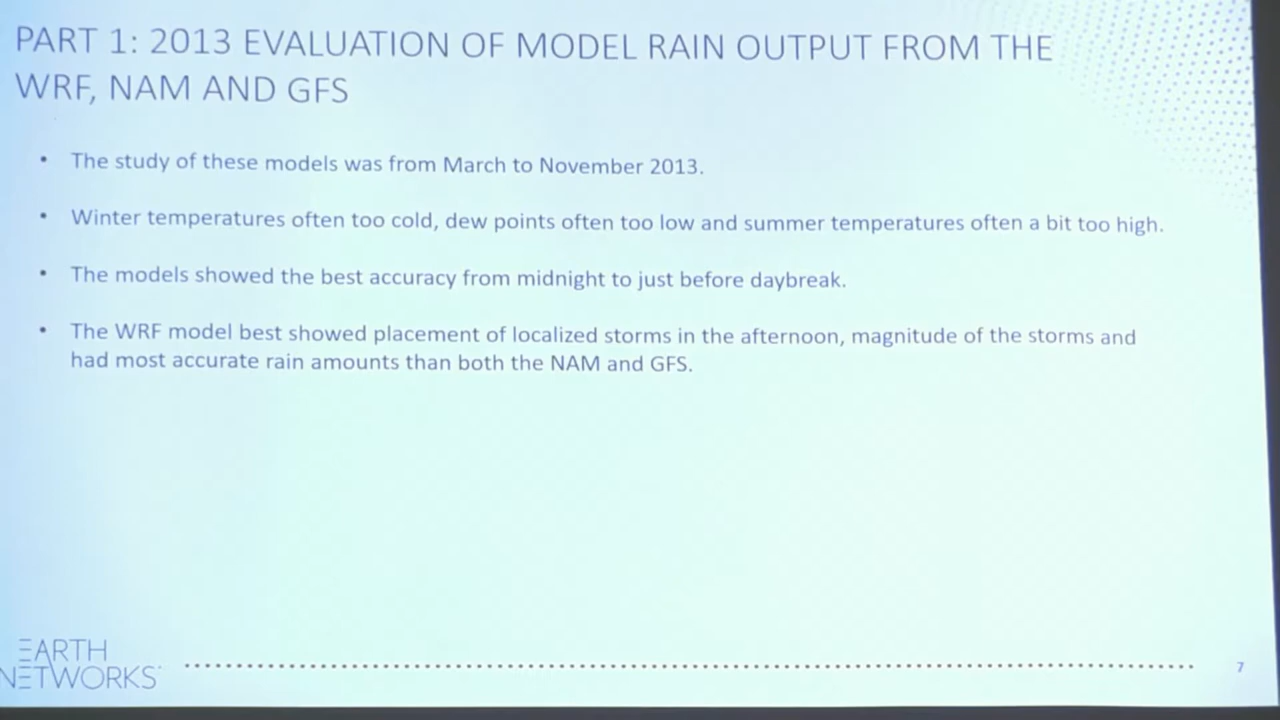 PART 1: 2013 EVALUATION OF MODEL RAIN OUTPUT FROM THE
WRF, NAM AND GFS
• The study of these models was from March to November 2013.
• Winter temperatures often too cold, dew points often too low and summer temperatures often a bit too high.
• The models showed the best accuracy from midnight to just before daybreak.
• The WRF model best showed placement of localized storms in the afternoon, magnitude of the storms and
had most accurate rain amounts than both the NAM and GFS.
EARTH
NETWORKS
7